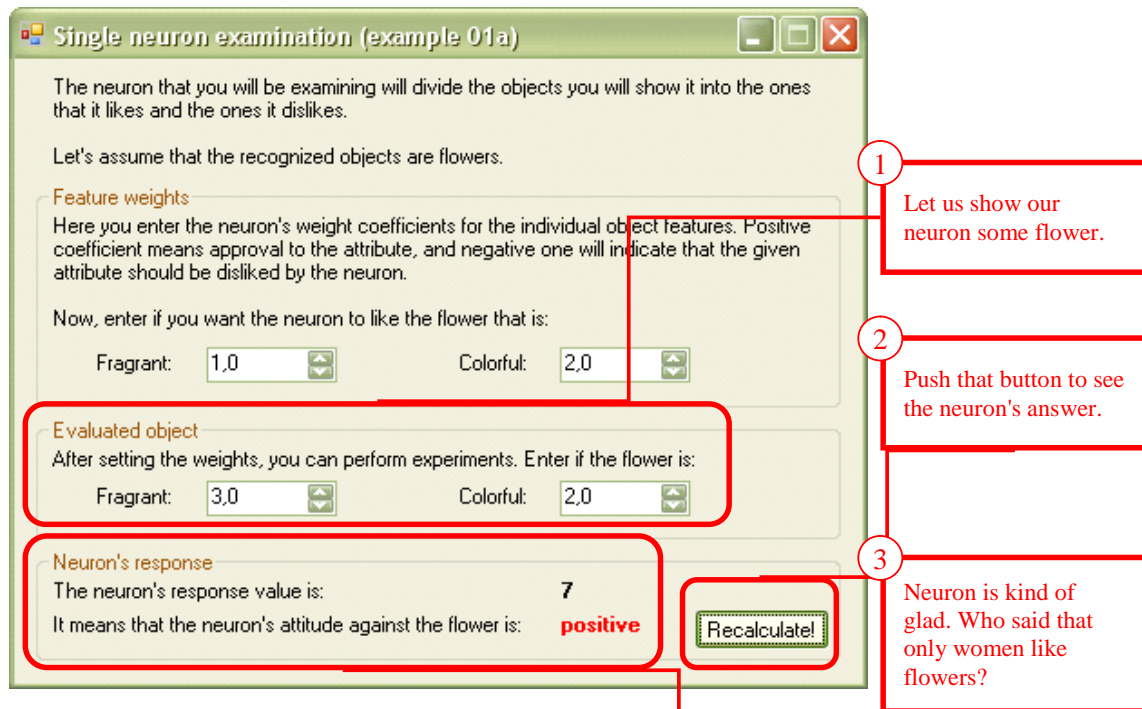 Single neuron examination (example 01a)
The neuron that you will be examining will divide the objects you will show it into the ones
that it likes and the ones it dislikes.
Let's assume that the recognized objects are flowers.
Feature weights
Here you enter the neuron's weight coefficients for the individual object features. Positive
coefficient means approval to the attribute, and negative one will indicate that the given
attribute should be disliked by the neuron.
Now, enter if you want the neuron to like the flower that is:
Fragrant: 1,0 Colorful: 2,0
Evaluated object
After setting the weights, you can perform experiments. Enter if the flower is:
Fragrant: 3,0 Colorful: 2,0
Neuron's response
The neuron's response value is: 7
It means that the neuron's attitude against the flower is: positive
Recalculate!
1
Let us show our
neuron some flower.
2
Push that button to see
the neuron's answer.
3
Neuron is kind of
glad. Who said that
only women like
flowers?